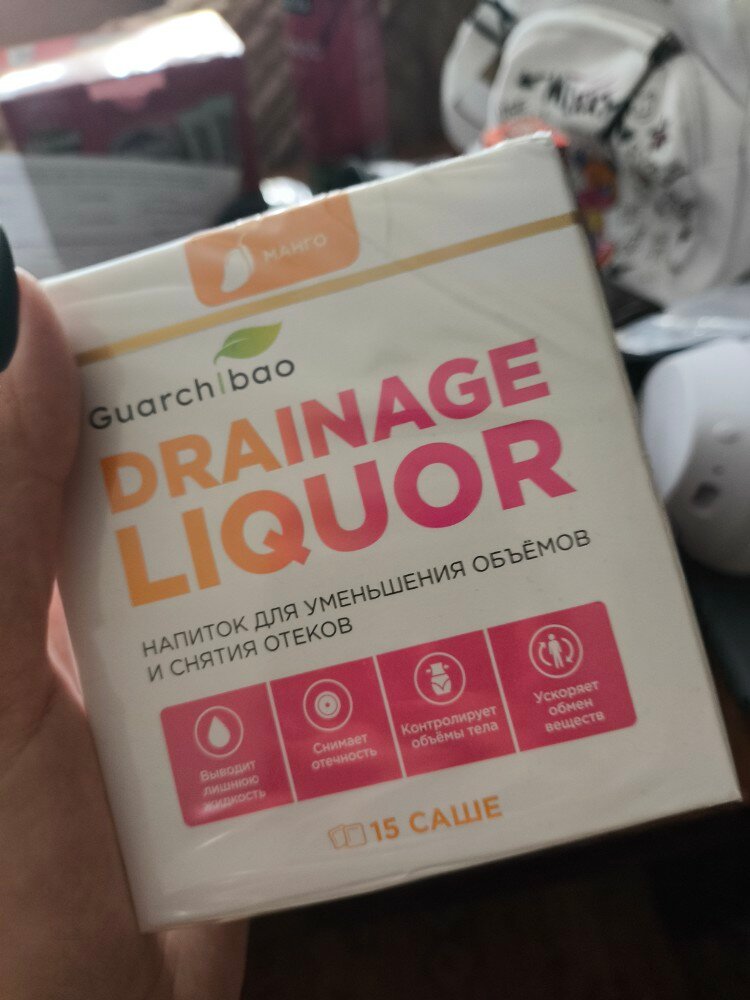 МАНГО
Guarchibao
DRAINAGE
LIQUOR
НАПИТОК ДЛЯ УМЕНЬШЕНИЯ ОБЪЁМОВ
И СНЯТИЯ ОТЕКОВ
Выводит
лишнюю
жидкость
Снимает
отечность
Контролирует
объёмы тела
Ускоряет
обмен
веществ
15 САШЕ